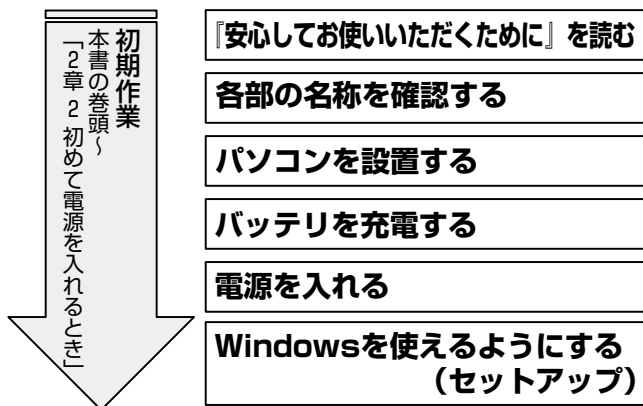 初期作業
本書の巻頭～
「2章 2 初めて電源を入れるとき」
『安心してお使いいただくために』を読む
各部の名称を確認する
パソコンを設置する
バッテリを充電する
電源を入れる
Windowsを使えるようにする
（セットアップ）